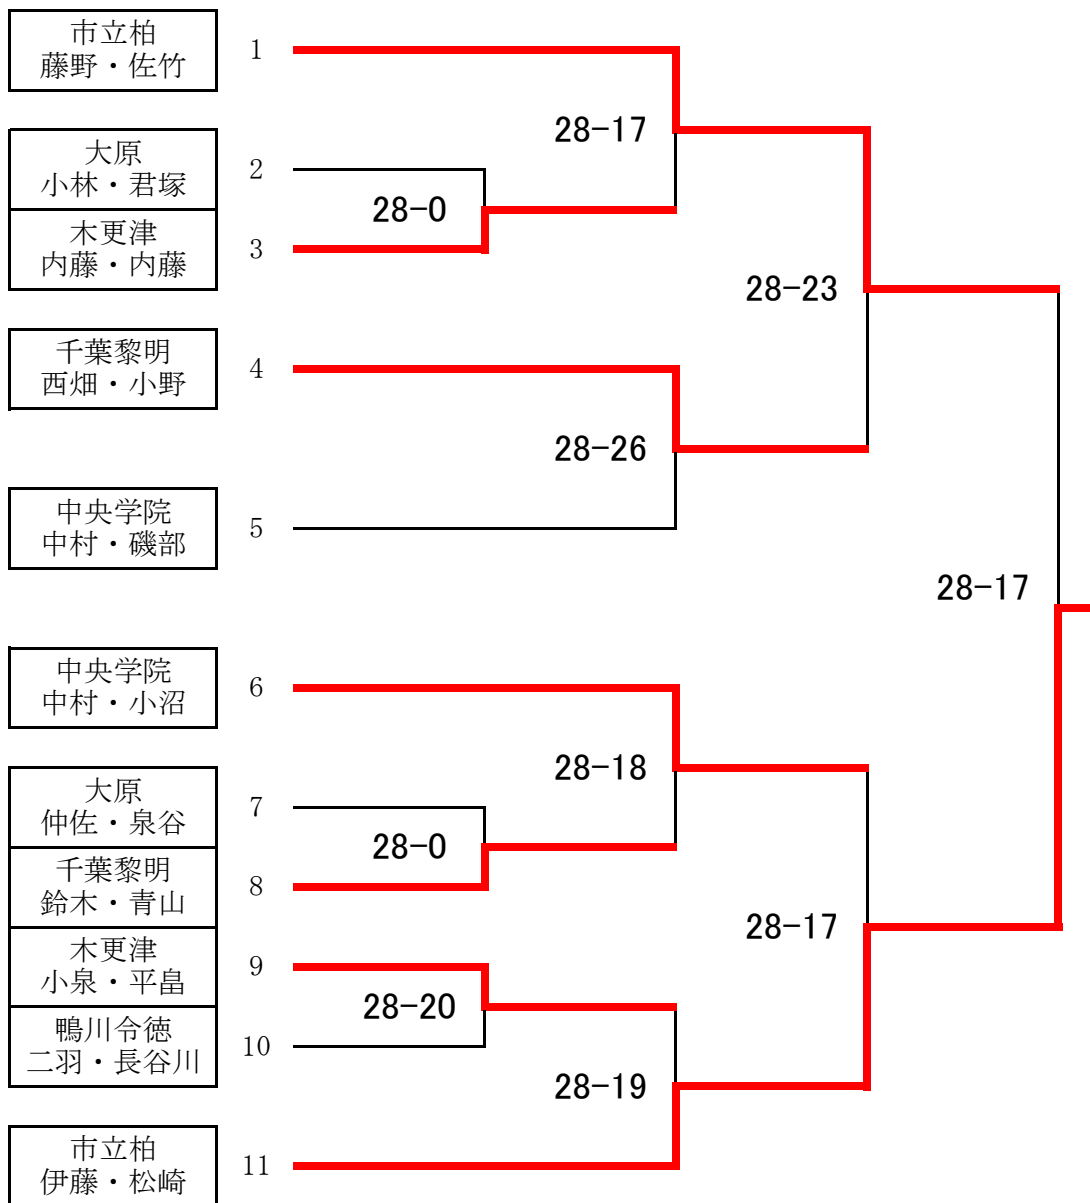 市立柏
藤野・佐竹
1
28-17
大原
小林・君塚
2
28-0
木更津
内藤・内藤
3
28-23
千葉黎明
西畑・小野
4
28-26
中央学院
中村・磯部
5
28-17
中央学院
中村・小沼
6
28-18
大原
仲佐・泉谷
7
28-0
千葉黎明
鈴木・青山
8
28-17
木更津
小泉・平畠
9
28-20
鴨川令徳
二羽・長谷川
10
28-19
市立柏
伊藤・松崎
11